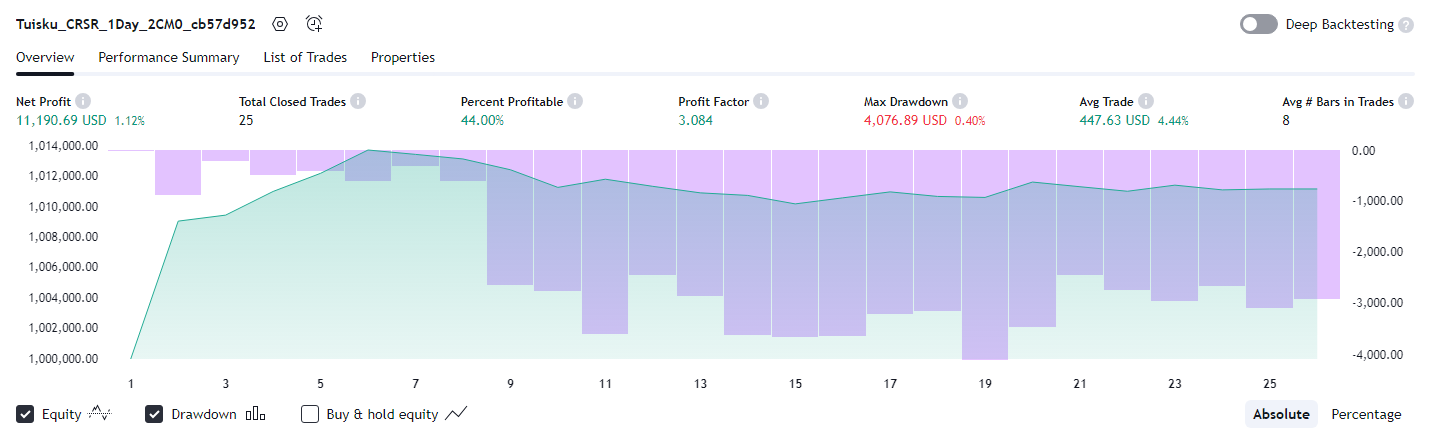 Tuisku_CRSR_1Day_2CM0_cb57d952
Deep Backtesting ?
Overview Performance Summary List of Trades Properties
Net Profit Total Closed Trades Percent Profitable Profit Factor Max Drawdown Avg Trade Avg # Bars in Trades
11,190.69 USD 1.12% 25 44.00% 3.084 4,076.89 USD 0.40% 447.63 USD 4.44% 8
1,014,000.00 0.00
1,012,000.00
1,010,000.00 -1,000.00
1,008,000.00
1,006,000.00 -2,000.00
1,004,000.00 -3,000.00
1,002,000.00
1,000,000.00 -4,000.00
1 3 5 7 9 11 13 15 17 19 21 23 25
Equity Drawdown Buy & hold equity Absolute Percentage